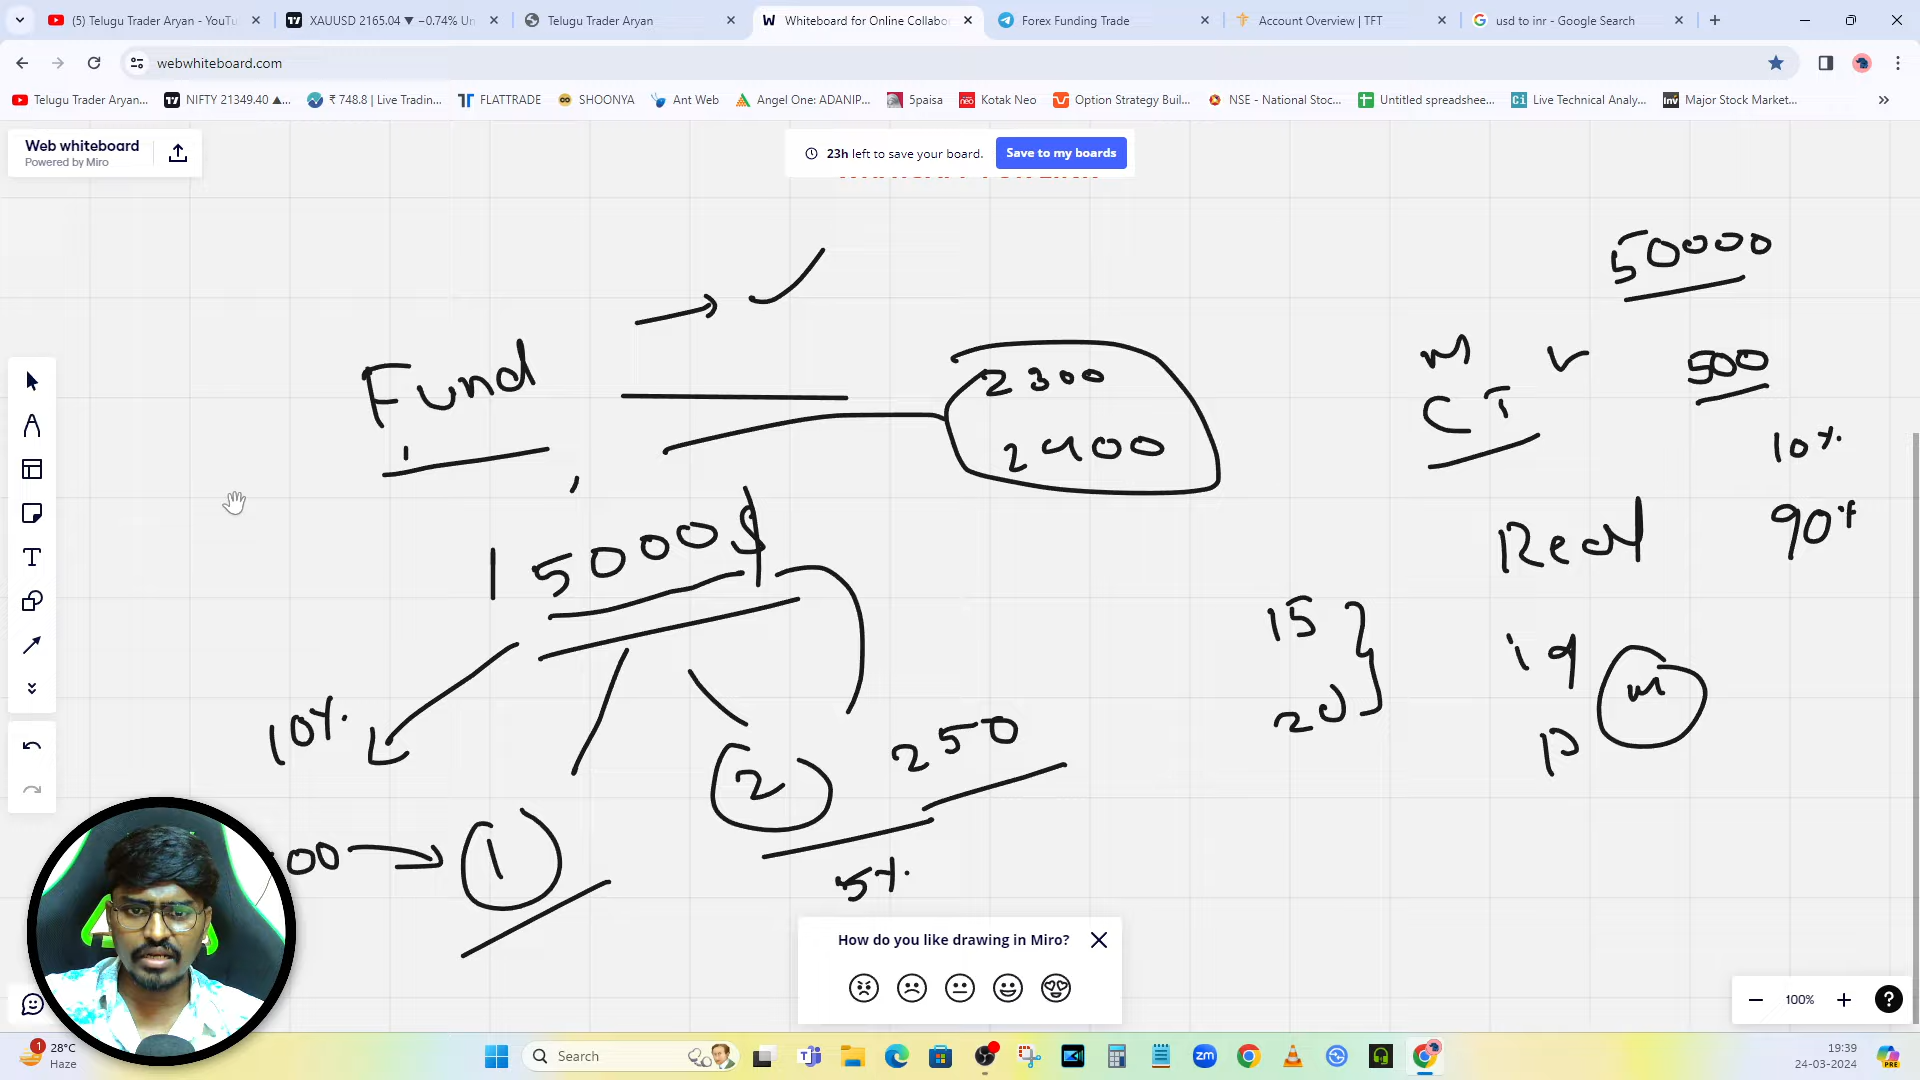 (5) Telugu Trader Aryan - YouTu
XAUUSD 2165.04 ▼ −0.74% Un
Telugu Trader Aryan
Whiteboard for Online Collabo
Forex Funding Trade
Account Overview | TFT
usd to inr - Google Search
webwhiteboard.com
Telugu Trader Aryan...
NIFTY 21349.40 ▲...
₹ 748.8 | Live Tradin...
FLATTRADE
SHOONYA
Ant Web
Angel One: ADANIP...
5paisa
Kotak Neo
Option Strategy Buil...
NSE - National Stoc...
Untitled spreadshee...
Live Technical Analy...
Major Stock Market...
Web whiteboard
Powered by Miro
23h left to save your board.
Save to my boards
50000
Fund
2300
2400
m
CT
500
10%
90%
15000$
Real
15
20
10%
2
250
m
p
00
1
5%
How do you like drawing in Miro?
100%
1
28°C
Haze
Search
19:39
24-03-2024